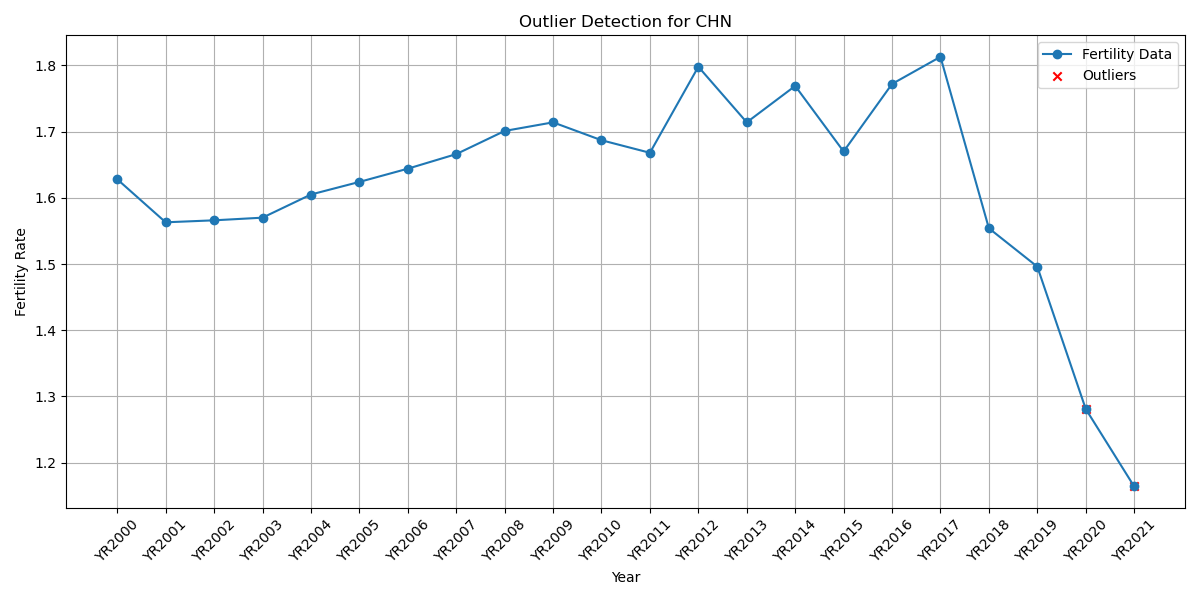 Outlier Detection for CHN
Fertility Data
Outliers
Fertility Rate
1.8
1.7
1.6
1.5
1.4
1.3
1.2
YR2000
YR2001
YR2002
YR2003
YR2004
YR2005
YR2006
YR2007
YR2008
YR2009
YR2010
YR2011
YR2012
YR2013
YR2014
YR2015
YR2016
YR2017
YR2018
YR2019
YR2020
YR2021
Year